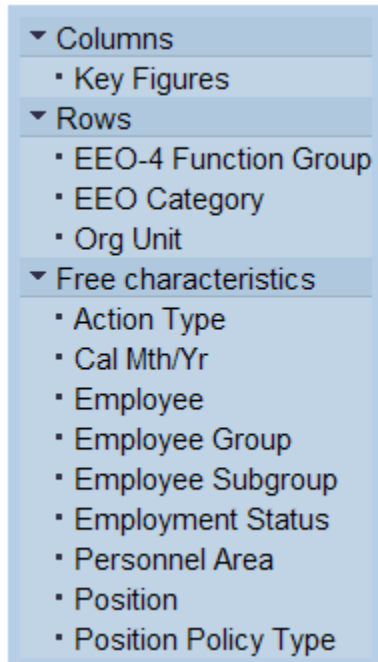 Columns
Key Figures
Rows
EEO-4 Function Group
EEO Category
Org Unit
Free characteristics
Action Type
Cal Mth/Yr
Employee
Employee Group
Employee Subgroup
Employment Status
Personnel Area
Position
Position Policy Type